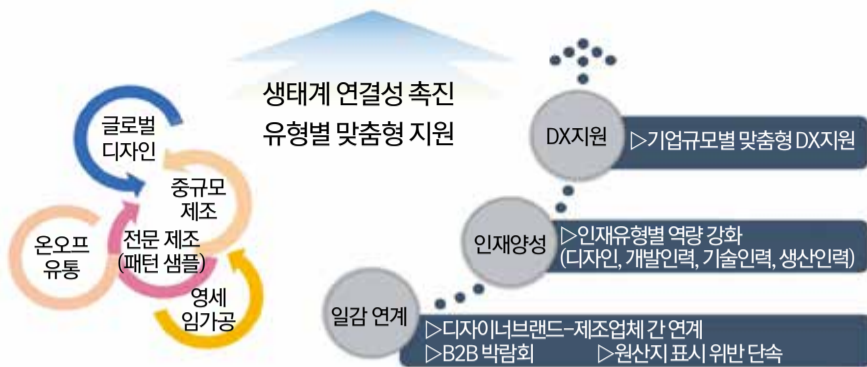 생태계 연결성 촉진
유형별 맞춤형 지원
글로벌
디자인
중규모
제조
온오프
유통
전문 제조
(패턴 샘플)
영세
임가공
DX지원
▷기업규모별 맞춤형 DX지원
인재양성
▷인재유형별 역량 강화
(디자인, 개발인력, 기술인력, 생산인력)
일감 연계
▷디자이너브랜드-제조업체 간 연계
▷B2B 박람회 ▷원산지 표시 위반 단속